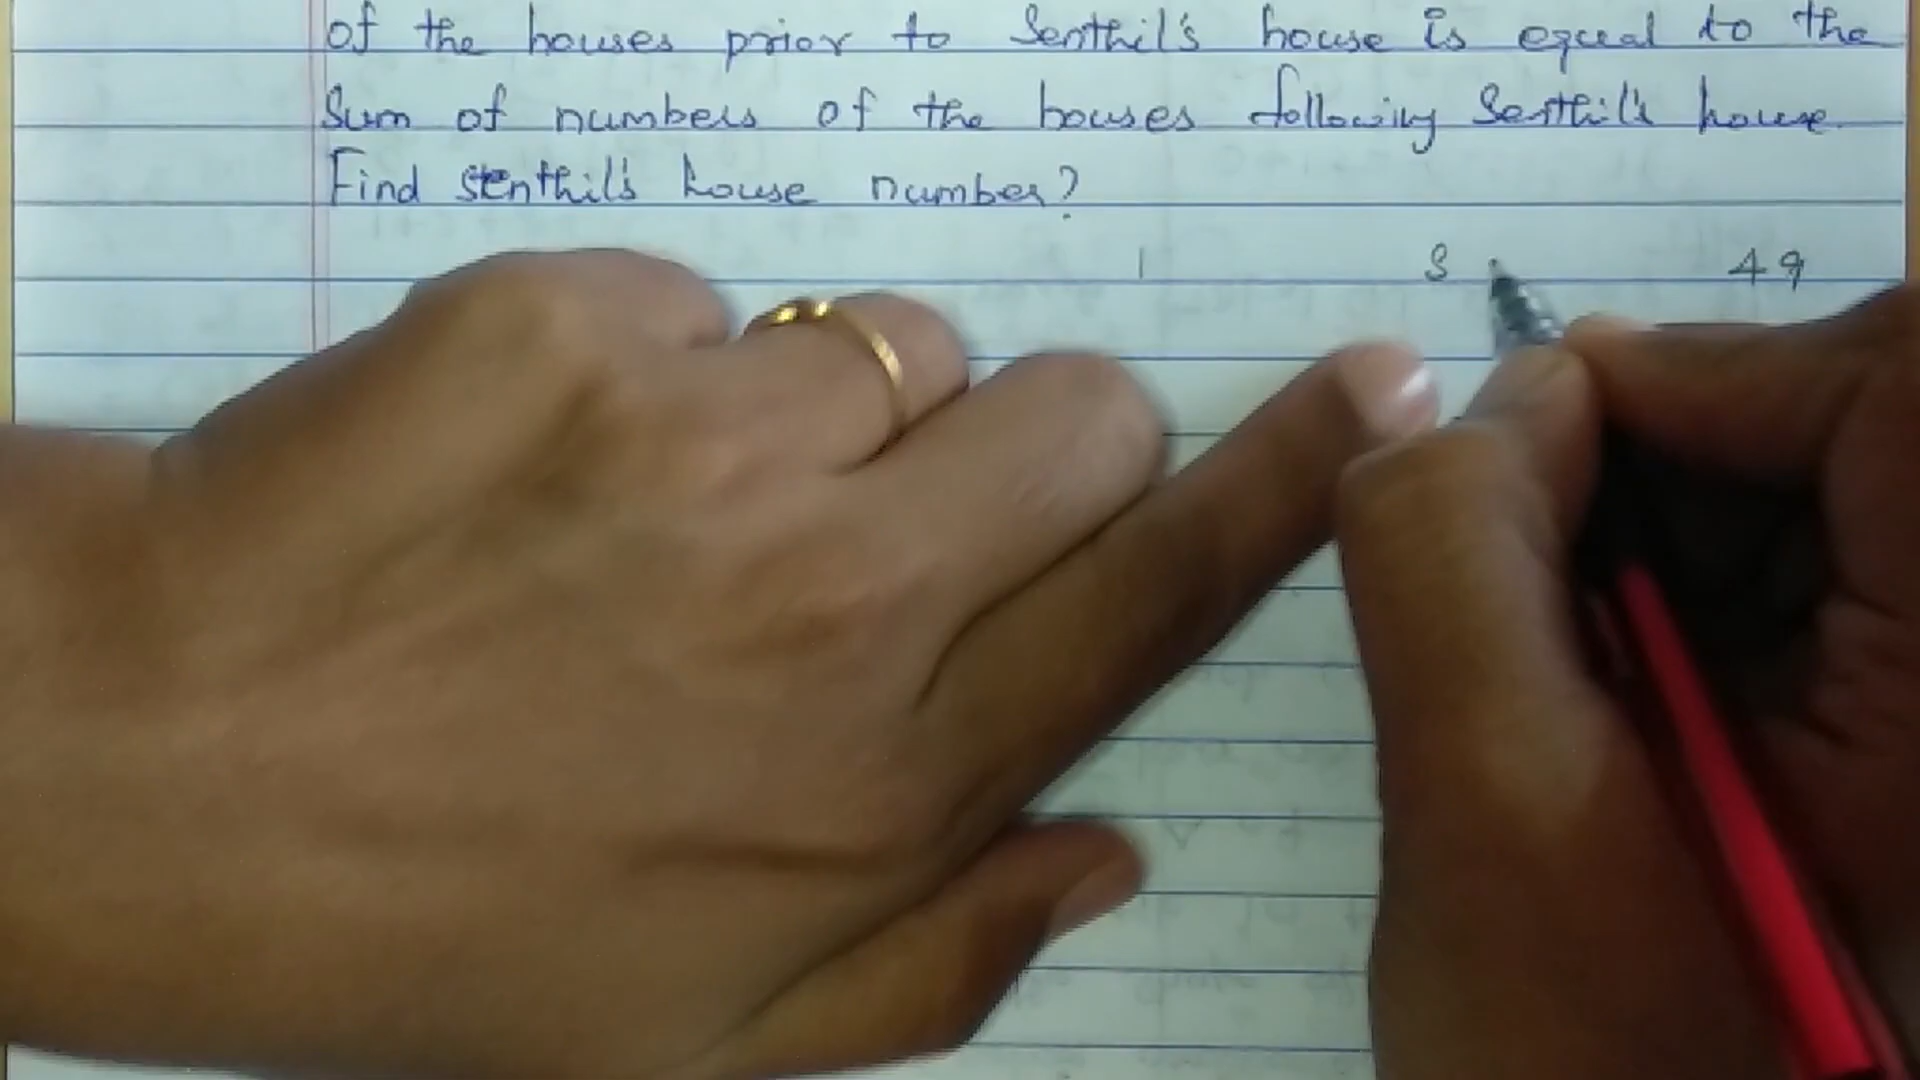 of the houses prior to Senthil's house is equal to the
Sum of numbers of the houses following Senthil's house.
Find Senthil's house number?
1 S 49